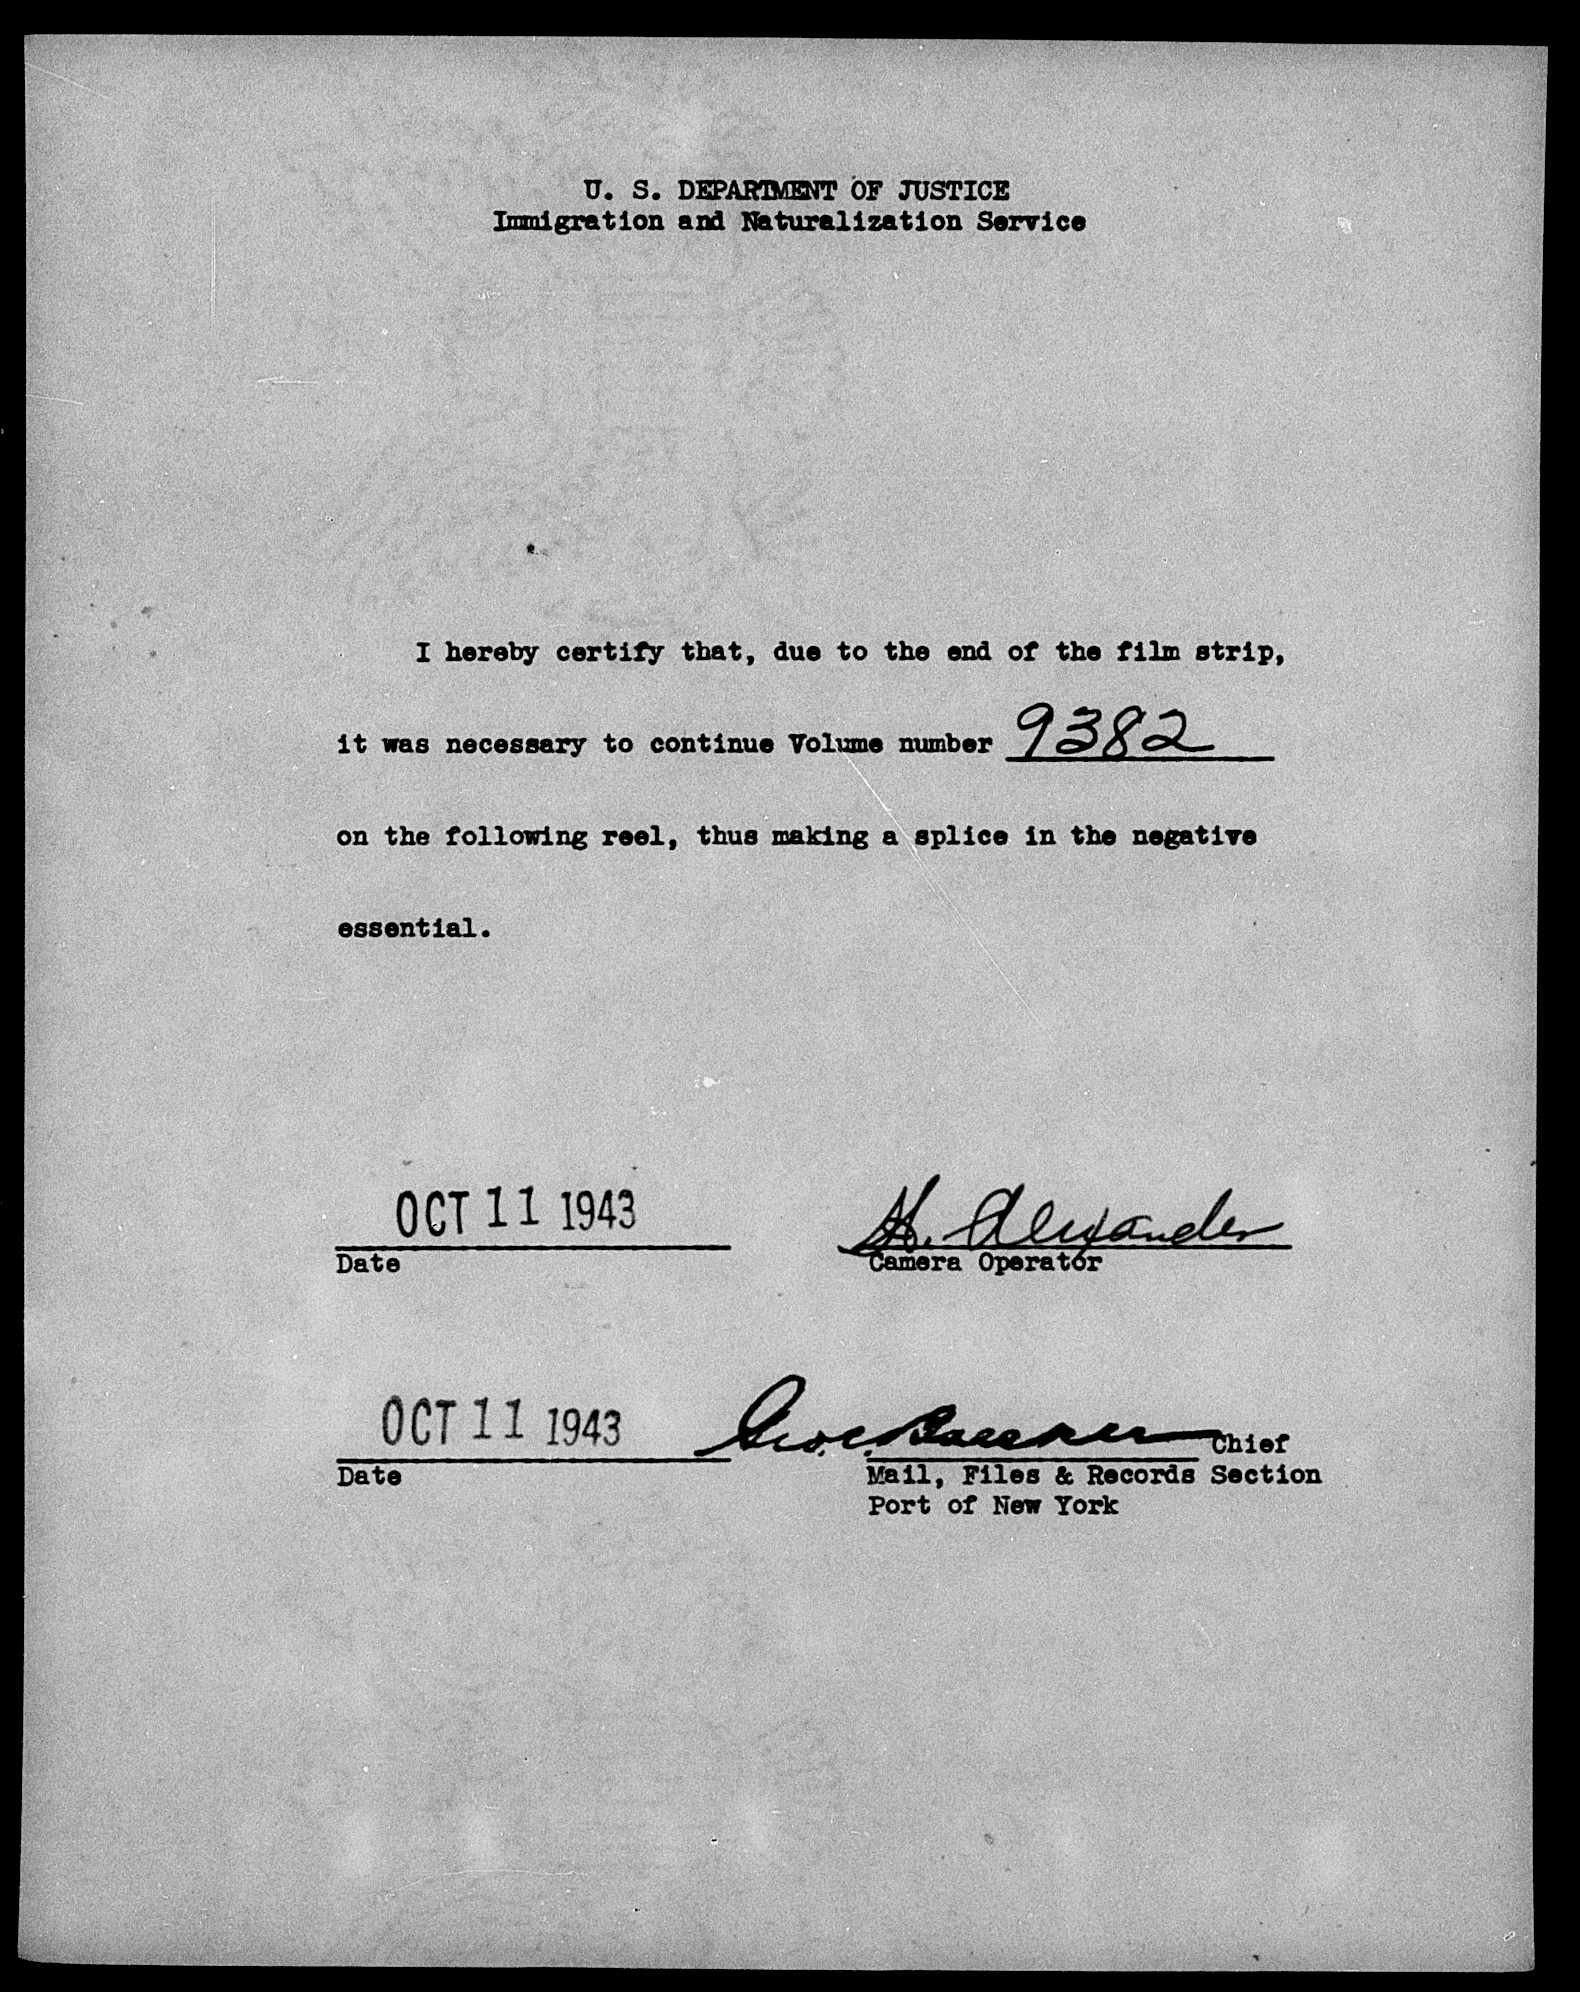 U. S. DEPARTMENT OF JUSTICE
Immigration and Naturalization Service
I hereby certify that, due to the end of the film strip,
it was necessary to continue Volume number 9382
on the following reel, thus making a splice in the negative
essential.
OCT 11 1943 H. Alexander
Date Camera Operator
OCT 11 1943 Geo. C. Chief
Date Mail, Files & Records Section
Port of New York